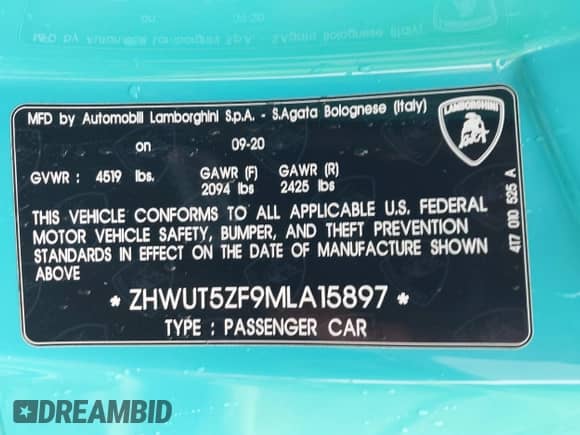 MFD by Automobili Lamborghini S.p.A. - S.Agata Bolognese (Italy)
LAMBORGHINI
on 09-20
GVWR : 4519 lbs. GAWR (F) GAWR (R)
2094 lbs 2425 lbs
THIS VEHICLE CONFORMS TO ALL APPLICABLE U.S. FEDERAL
MOTOR VEHICLE SAFETY, BUMPER, AND THEFT PREVENTION
STANDARDS IN EFFECT ON THE DATE OF MANUFACTURE SHOWN
ABOVE
* ZHWUT5ZF9MLA15897 *
TYPE : PASSENGER CAR
417 010 525 A
DREAMBID